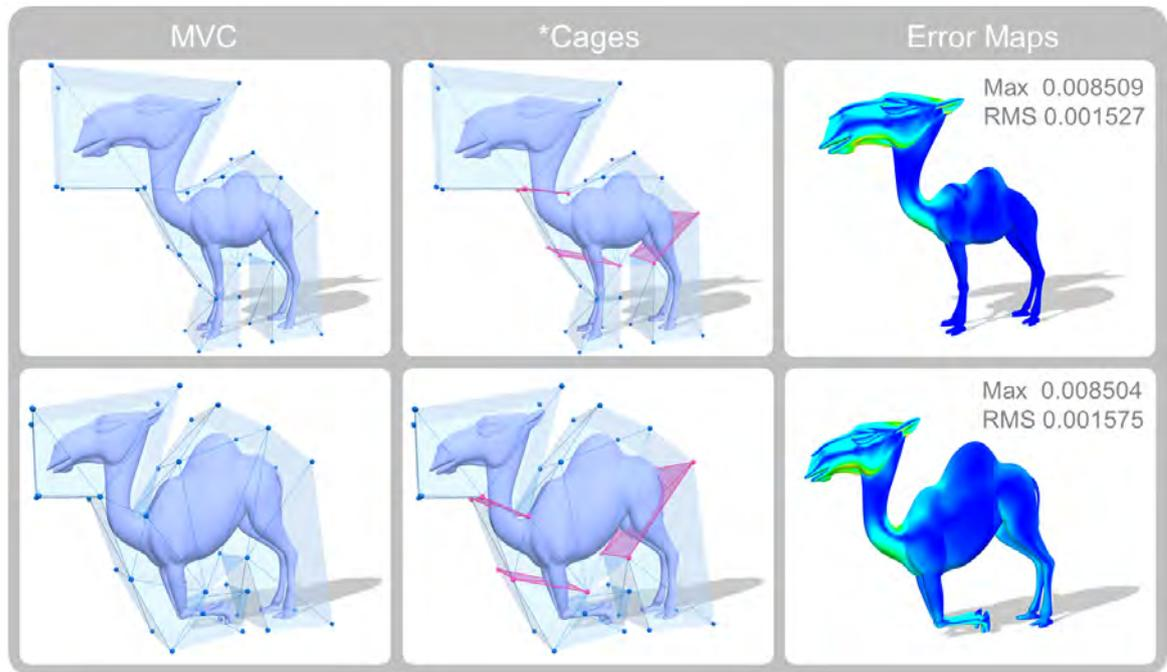 MVC
*Cages
Error Maps
Max 0.008509
RMS 0.001527
Max 0.008504
RMS 0.001575